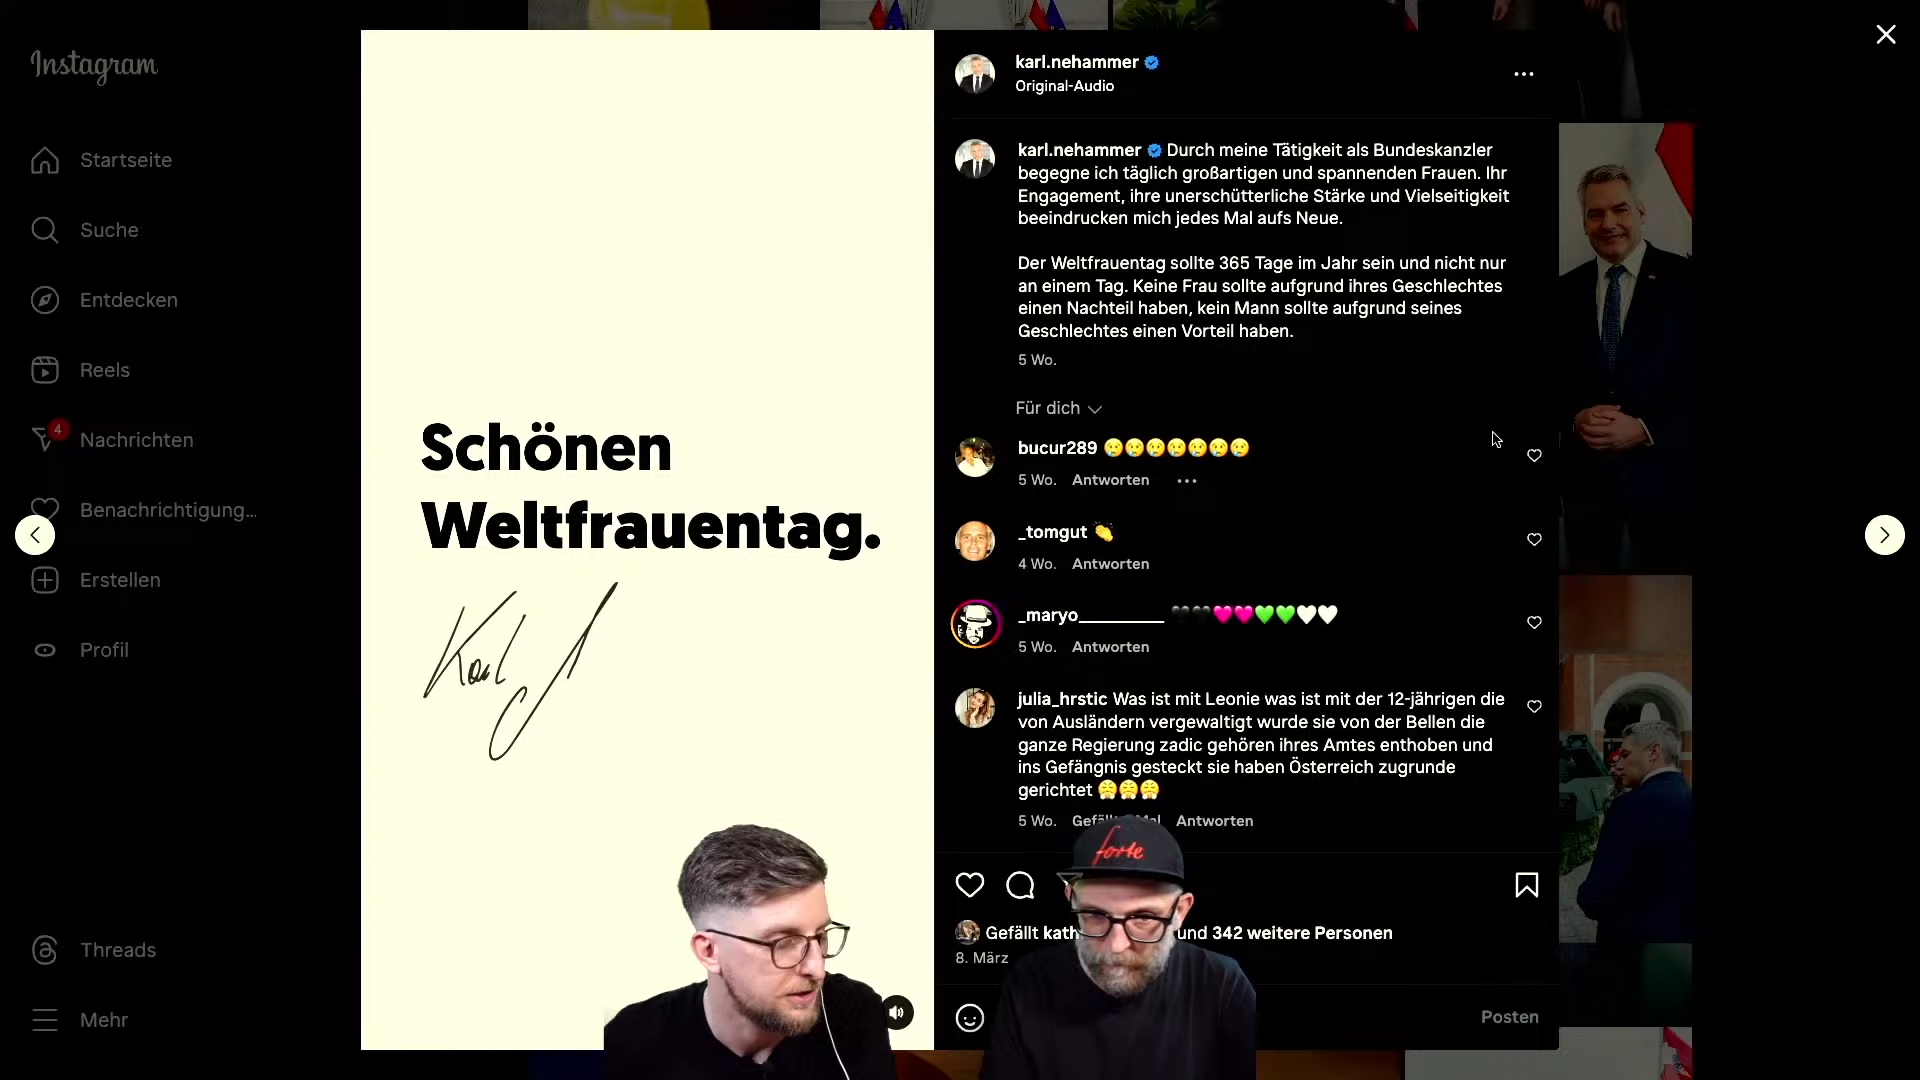 Instagram
Startseite
Suche
Entdecken
Reels
4
Nachrichten
Benachrichtigung...
Erstellen
Profil
Threads
Mehr
Schönen
Weltfrauentag.
Karl
karl.nehammer
Original-Audio
karl.nehammer Durch meine Tätigkeit als Bundeskanzler
begegne ich täglich großartigen und spannenden Frauen. Ihr
Engagement, ihre unerschütterliche Stärke und Vielseitigkeit
beeindrucken mich jedes Mal aufs Neue.
Der Weltfrauentag sollte 365 Tage im Jahr sein und nicht nur
an einem Tag. Keine Frau sollte aufgrund ihres Geschlechtes
einen Nachteil haben, kein Mann sollte aufgrund seines
Geschlechtes einen Vorteil haben.
5 Wo.
Für dich
bucur289 😢😢😢😢😢😢😢
5 Wo. Antworten
_tomgut 👏
4 Wo. Antworten
_maryo__________ 🖤🖤💗💗💚💚🤍🤍
5 Wo. Antworten
julia_hrstic Was ist mit Leonie was ist mit der 12-jährigen die
von Ausländern vergewaltigt wurde sie von der Bellen die
ganze Regierung zadic gehören ihres Amtes enthoben und
ins Gefängnis gesteckt sie haben Österreich zugrunde
gerichtet 😤😤😤
5 Wo. Antworten
forte
Gefällt kath und 342 weitere Personen
8. März
Posten